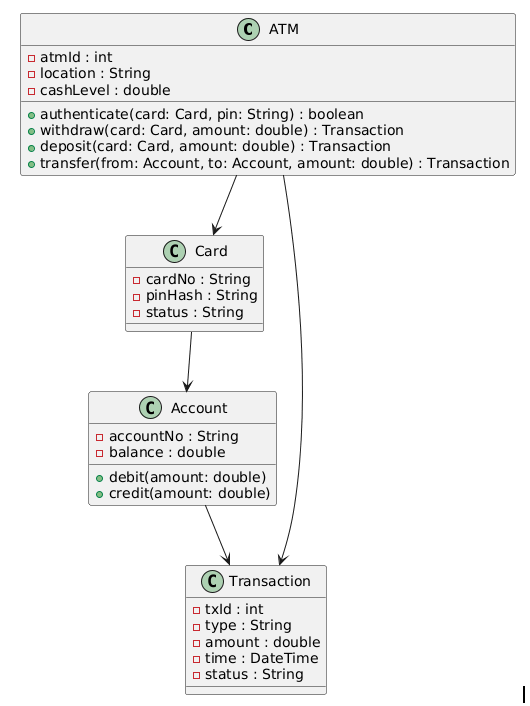 C ATM
atmId : int
location : String
cashLevel : double
authenticate(card: Card, pin: String) : boolean
withdraw(card: Card, amount: double) : Transaction
deposit(card: Card, amount: double) : Transaction
transfer(from: Account, to: Account, amount: double) : Transaction
C Card
cardNo : String
pinHash : String
status : String
C Account
accountNo : String
balance : double
debit(amount: double)
credit(amount: double)
C Transaction
txId : int
type : String
amount : double
time : DateTime
status : String